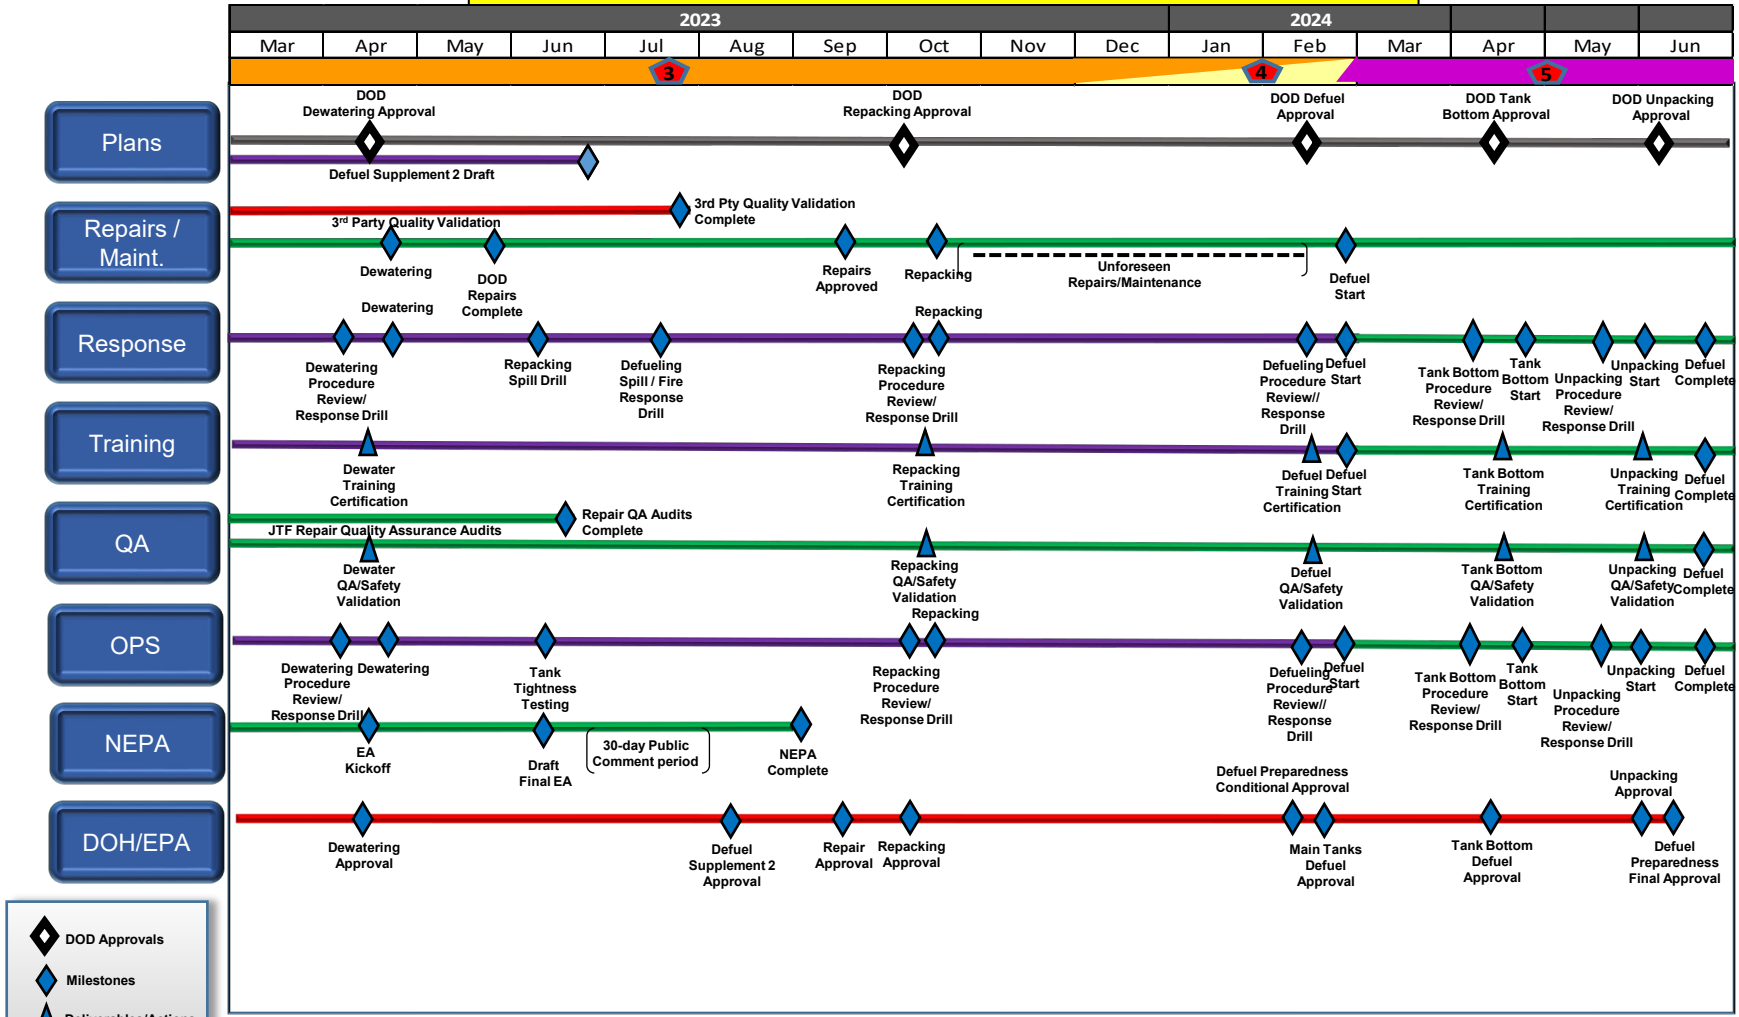 2023
2024
Mar Apr May Jun Jul Aug Sep Oct Nov Dec Jan Feb Mar Apr May Jun
3
4
5
Plans
DOD
Dewatering Approval
DOD
Repacking Approval
DOD Defuel
Approval
DOD Tank
Bottom Approval
DOD Unpacking
Approval
Defuel Supplement 2 Draft
Repairs /
Maint.
3rd Party Quality Validation
3rd Pty Quality Validation
Complete
Dewatering
DOD
Repairs
Complete
Repairs
Approved
Repacking
Unforeseen
Repairs/Maintenance
Defuel
Start
Response
Dewatering
Procedure
Review/
Response Drill
Dewatering
Repacking
Spill Drill
Defueling
Spill / Fire
Response
Drill
Repacking
Procedure
Review/
Response Drill
Repacking
Defueling
Procedure
Review//
Response
Drill
Defuel
Start
Tank Bottom
Procedure
Review/
Response Drill
Tank
Bottom
Start
Unpacking
Procedure
Review/
Response Drill
Unpacking
Start
Defuel
Complete
Training
Dewater
Training
Certification
Repacking
Training
Certification
Defuel
Training
Certification
Defuel
Start
Tank Bottom
Training
Certification
Unpacking
Training
Certification
Defuel
Complete
QA
JTF Repair Quality Assurance Audits
Repair QA Audits
Complete
Dewater
QA/Safety
Validation
Repacking
QA/Safety
Validation
Defuel
QA/Safety
Validation
Tank Bottom
QA/Safety
Validation
Unpacking
QA/Safety
Validation
Defuel
Complete
OPS
Dewatering
Procedure
Review/
Response Drill
Dewatering
Tank
Tightness
Testing
Repacking
Procedure
Review/
Response Drill
Repacking
Defueling
Procedure
Review//
Response
Drill
Defuel
Start
Tank Bottom
Procedure
Review/
Response Drill
Tank
Bottom
Start
Unpacking
Procedure
Review/
Response Drill
Unpacking
Start
Defuel
Complete
NEPA
EA
Kickoff
Draft
Final EA
30-day Public
Comment period
NEPA
Complete
DOH/EPA
Dewatering
Approval
Defuel
Supplement 2
Approval
Repair
Approval
Repacking
Approval
Defuel Preparedness
Conditional Approval
Main Tanks
Defuel
Approval
Tank Bottom
Defuel
Approval
Unpacking
Approval
Defuel
Preparedness
Final Approval
DOD Approvals
Milestones
Deliverables/Actions